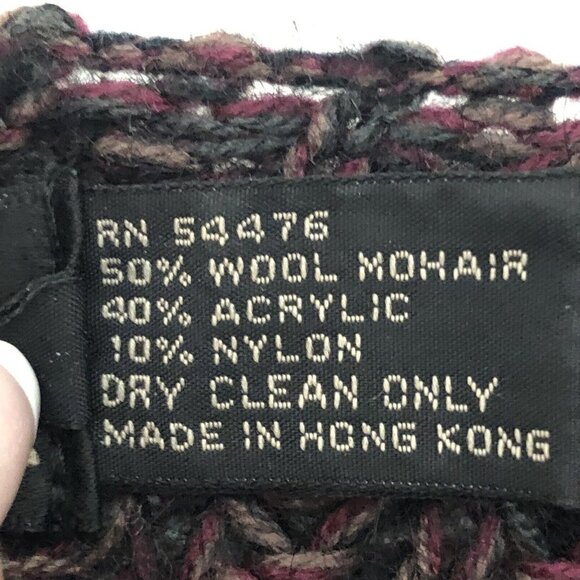 RN 54476
50% WOOL MOHAIR
40% ACRYLIC
10% NYLON
DRY CLEAN ONLY
MADE IN HONG KONG